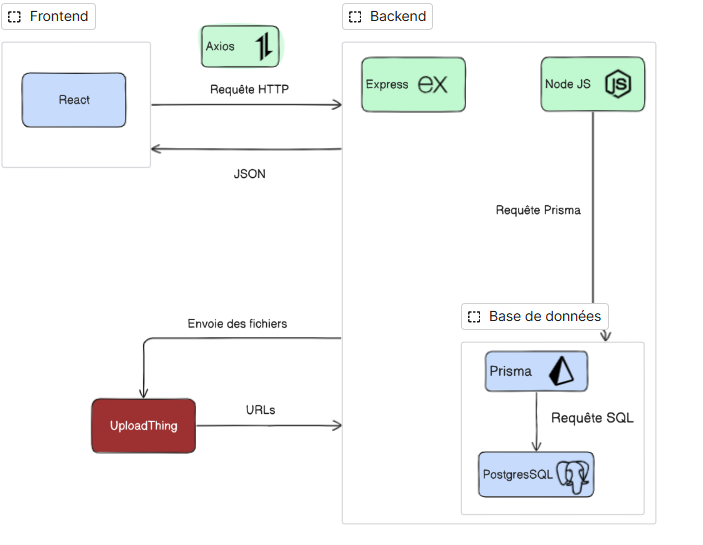 Frontend
Backend
Axios
Express
ex
Node JS
JS
React
Requête HTTP
JSON
Requête Prisma
Base de données
Envoie des fichiers
Prisma
URLs
Requête SQL
UploadThing
PostgresSQL